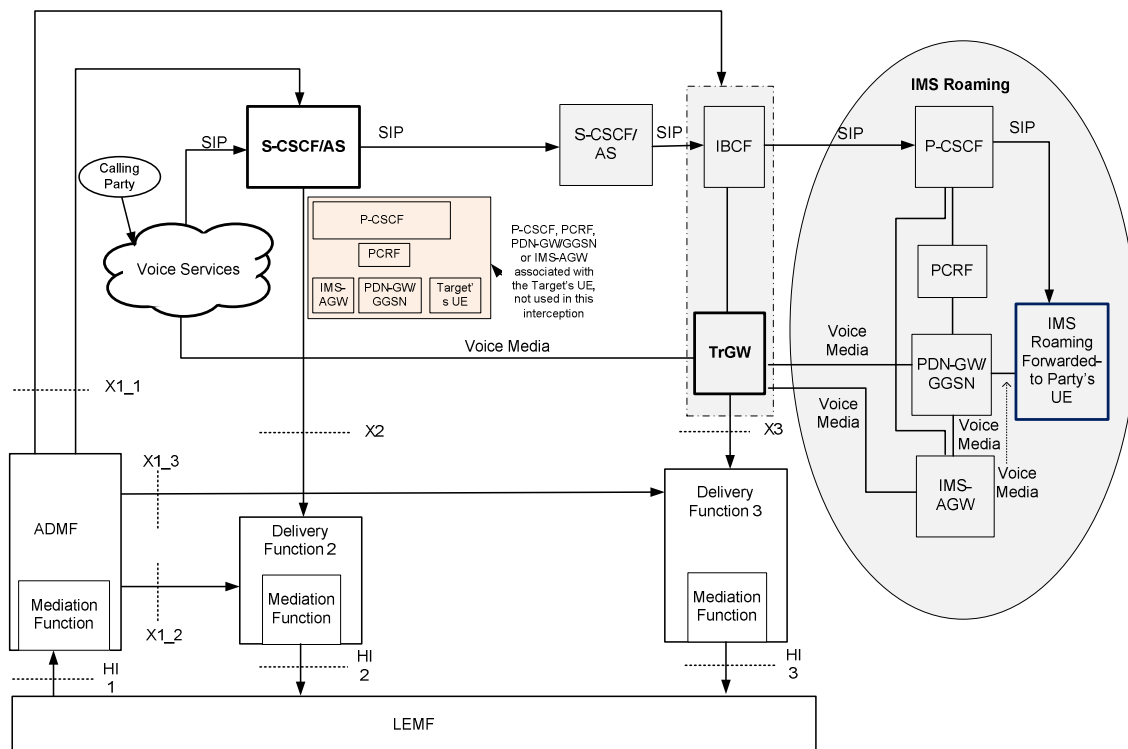 IMS Roaming
S-CSCF/AS
SIP
SIP
S-CSCF/
AS
SIP
IBCF
SIP
P-CSCF
SIP
Calling
Party
Voice Services
P-CSCF
PCRF
IMS-
AGW
PDN-GW/
GGSN
Target'
s UE
P-CSCF, PCRF,
PDN-GW/GGSN
or IMS-AGW
associated with
the Target's UE,
not used in this
interception
PCRF
Voice Media
TrGW
Voice
Media
PDN-GW/
GGSN
IMS
Roaming
Forwarded-
to Party's
UE
Voice
Media
Voice
Media
Voice
Media
IMS-
AGW
X1_1
X2
X3
X1_3
ADMF
Delivery
Function 2
Delivery
Function 3
Mediation
Function
Mediation
Function
Mediation
Function
X1_2
HI
1
HI
2
HI
3
LEMF